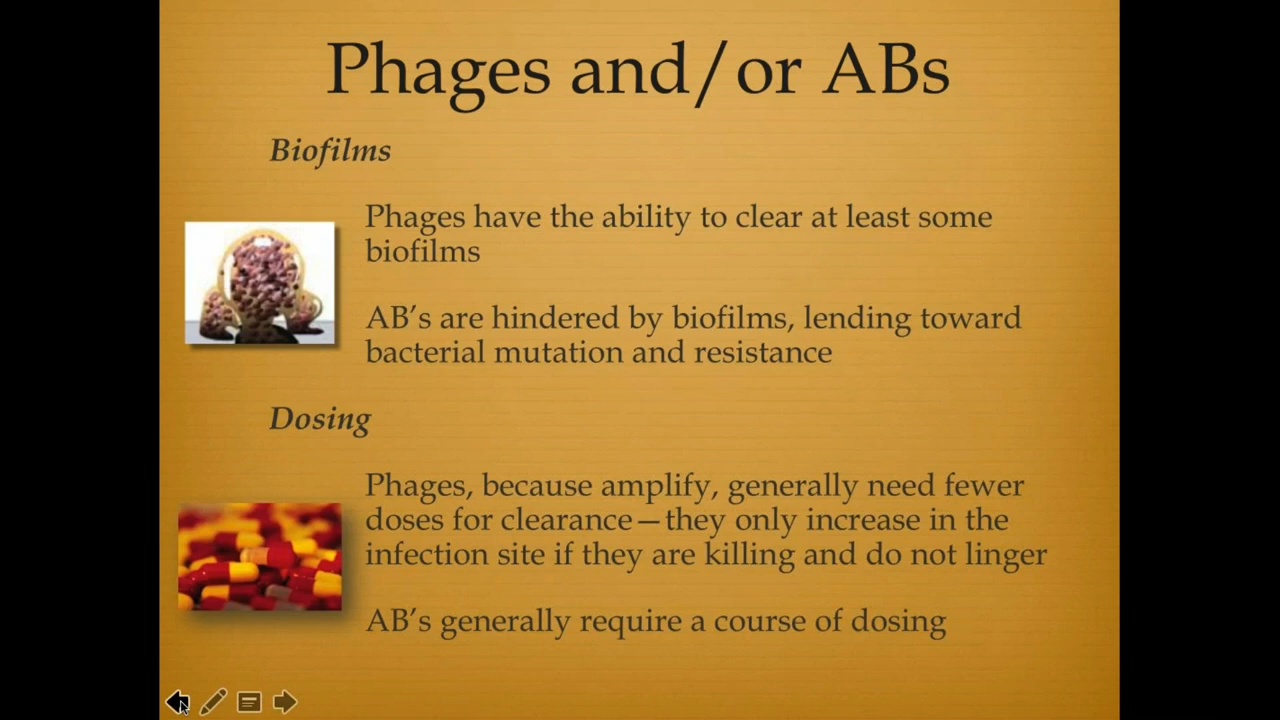 Phages and/or ABs
Biofilms
Phages have the ability to clear at least some
biofilms
AB’s are hindered by biofilms, lending toward
bacterial mutation and resistance
Dosing
Phages, because amplify, generally need fewer
doses for clearance—they only increase in the
infection site if they are killing and do not linger
AB’s generally require a course of dosing